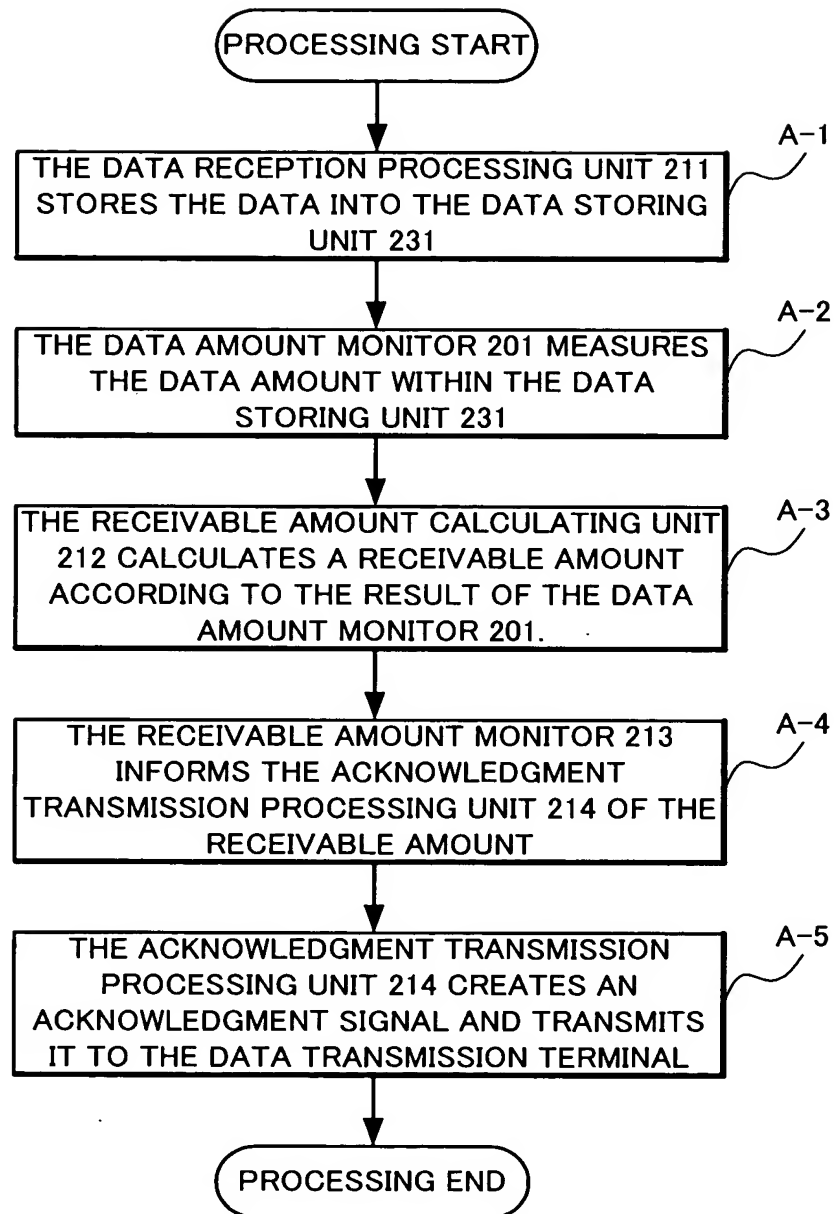 PROCESSING START
A-1
THE DATA RECEPTION PROCESSING UNIT 211
STORES THE DATA INTO THE DATA STORING
UNIT 231
A-2
THE DATA AMOUNT MONITOR 201 MEASURES
THE DATA AMOUNT WITHIN THE DATA
STORING UNIT 231
A-3
THE RECEIVABLE AMOUNT CALCULATING UNIT
212 CALCULATES A RECEIVABLE AMOUNT
ACCORDING TO THE RESULT OF THE DATA
AMOUNT MONITOR 201.
A-4
THE RECEIVABLE AMOUNT MONITOR 213
INFORMS THE ACKNOWLEDGMENT
TRANSMISSION PROCESSING UNIT 214 OF THE
RECEIVABLE AMOUNT
A-5
THE ACKNOWLEDGMENT TRANSMISSION
PROCESSING UNIT 214 CREATES AN
ACKNOWLEDGMENT SIGNAL AND TRANSMITS
IT TO THE DATA TRANSMISSION TERMINAL
PROCESSING END